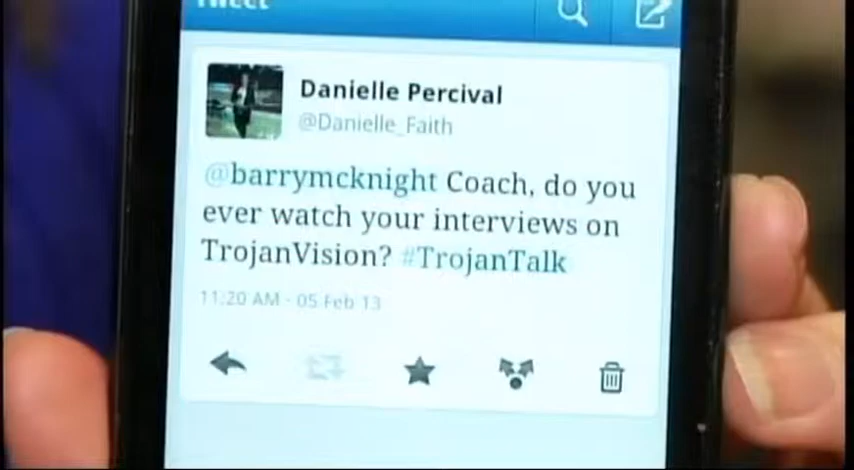 Tweet
Danielle Percival
@Danielle_Faith
@barrymcknight Coach, do you
ever watch your interviews on
TrojanVision? #TrojanTalk
11:20 AM - 05 Feb 13